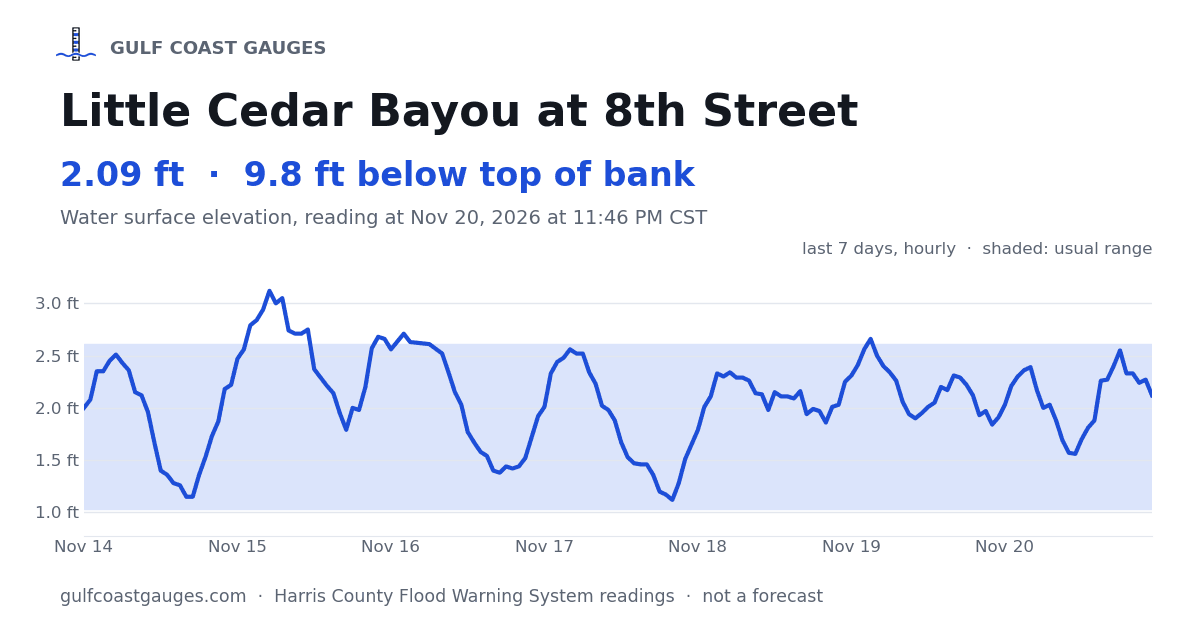 GULF COAST GAUGES
Little Cedar Bayou at 8th Street
2.09 ft · 9.8 ft below top of bank
Water surface elevation, reading at Nov 20, 2026 at 11:46 PM CST
last 7 days, hourly · shaded: usual range
3.0 ft
2.5 ft
2.0 ft
1.5 ft
1.0 ft
Nov 14 Nov 15 Nov 16 Nov 17 Nov 18 Nov 19 Nov 20
gulfcoastgauges.com · Harris County Flood Warning System readings · not a forecast